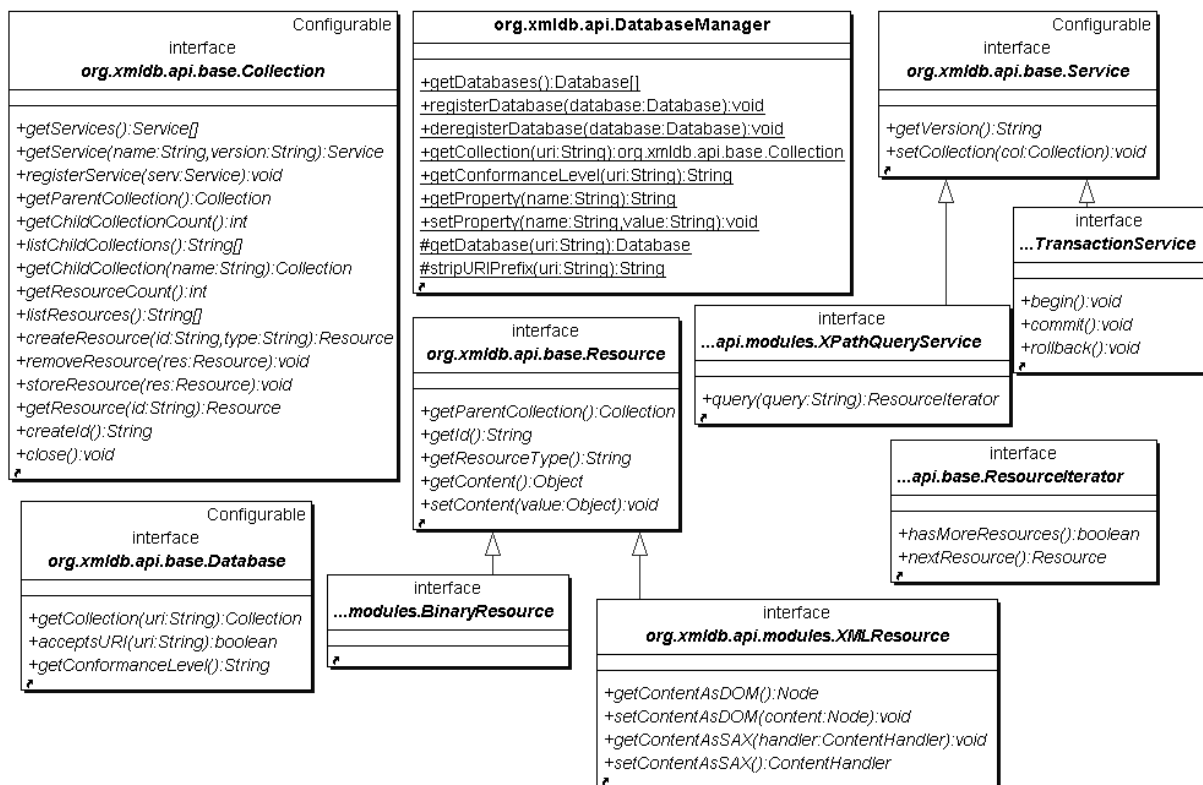 Configurable
interface
org.xmldb.api.base.Collection
+getServices():Service[]
+getService(name:String,version:String):Service
+registerService(serv:Service):void
+getParentCollection():Collection
+getChildCollectionCount():int
+listChildCollections():String[]
+getChildCollection(name:String):Collection
+getResourceCount():int
+listResources():String[]
+createResource(id:String,type:String):Resource
+removeResource(res:Resource):void
+storeResource(res:Resource):void
+getResource(id:String):Resource
+createId():String
+close():void
org.xmldb.api.DatabaseManager
+getDatabases():Database[]
+registerDatabase(database:Database):void
+deregisterDatabase(database:Database):void
+getCollection(uri:String):org.xmldb.api.base.Collection
+getConformanceLevel(uri:String):String
+getProperty(name:String):String
+setProperty(name:String,value:String):void
#getDatabase(uri:String):Database
#stripURIPrefix(uri:String):String
Configurable
interface
org.xmldb.api.base.Service
+getVersion():String
+setCollection(col:Collection):void
interface
...TransactionService
+begin():void
+commit():void
+rollback():void
interface
...api.modules.XPathQueryService
+query(query:String):ResourceIterator
interface
org.xmldb.api.base.Resource
+getParentCollection():Collection
+getId():String
+getResourceType():String
+getContent():Object
+setContent(value:Object):void
interface
...api.base.ResourceIterator
+hasMoreResources():boolean
+nextResource():Resource
Configurable
interface
org.xmldb.api.base.Database
+getCollection(uri:String):Collection
+acceptsURI(uri:String):boolean
+getConformanceLevel():String
interface
...modules.BinaryResource
interface
org.xmldb.api.modules.XMLResource
+getContentAsDOM():Node
+setContentAsDOM(content:Node):void
+getContentAsSAX(handler:ContentHandler):void
+setContentAsSAX():ContentHandler